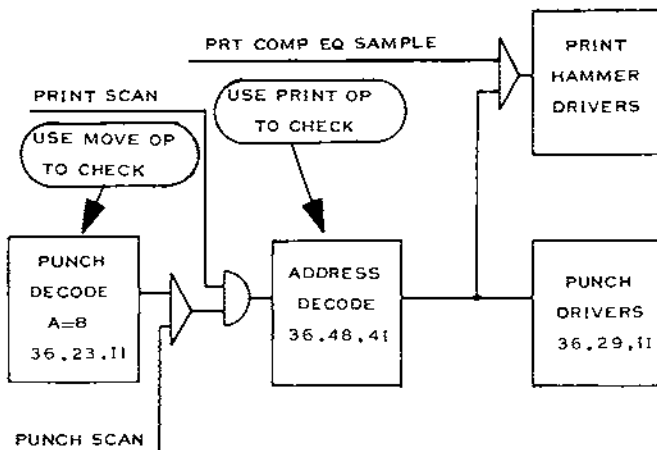 PRT COMP EQ SAMPLE
PRINT
HAMMER
DRIVERS
PRINT SCAN
USE PRINT OP
TO CHECK
USE MOVE OP
TO CHECK
PUNCH
DECODE
A=8
36.23.11
ADDRESS
DECODE
36.48.41
PUNCH
DRIVERS
36.29.11
PUNCH SCAN